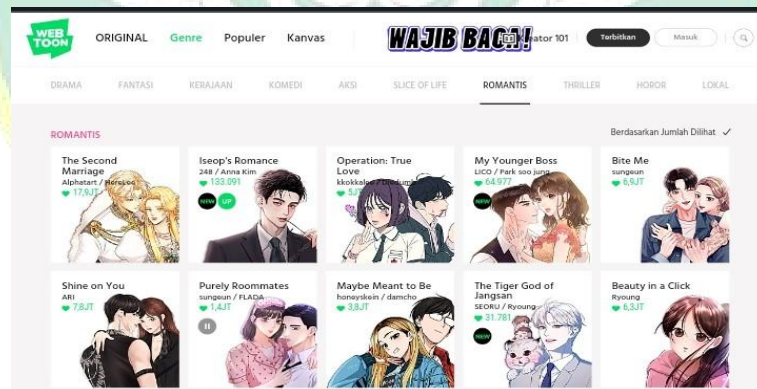 WEB
TOON
ORIGINAL Genre Populer Kanvas WAJIB BACA! Kreator 101 Terbitkan Masuk
DRAMA FANTASI KERAJAAN KOMEDI AKSI SLICE OF LIFE ROMANTIS THRILLER HOROR LOKAL
ROMANTIS Berdasarkan Jumlah Dilihat
The Second
Marriage
Alphatart /
17,9JT
Iseop's Romance
248 / Anna Kim
133.091
NEW UP
Operation: True
Love
kkokkalee /
My Younger Boss
LICO / Park soo jung
64.977
NEW
Bite Me
sungeun
6,9JT
Shine on You
ARI
7,8JT
Purely Roommates
sungeun / FLADA
1,4JT
Maybe Meant to Be
honeyskein / damcho
3,8JT
The Tiger God of
Jangsan
SEORU / Ryoung
31.781
NEW
Beauty in a Click
Ryoung
6,3JT